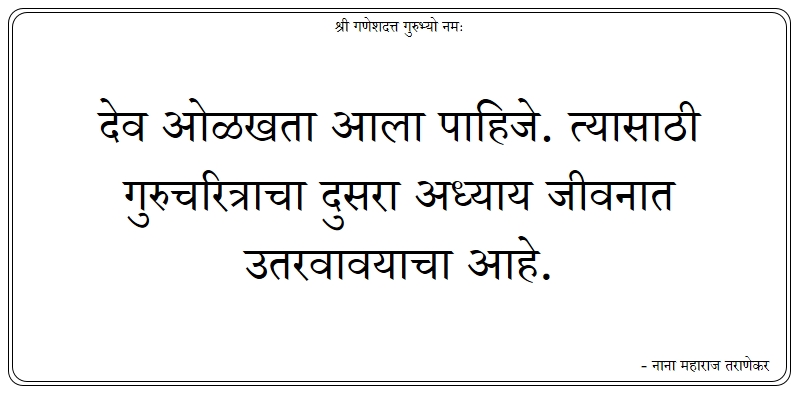 श्री गणेशदत्त गुरुभ्यो नमः
देव ओळखता आला पाहिजे. त्यासाठी
गुरुचरित्राचा दुसरा अध्याय जीवनात
उतरवावयाचा आहे.
- नाना महाराज तराणेकर